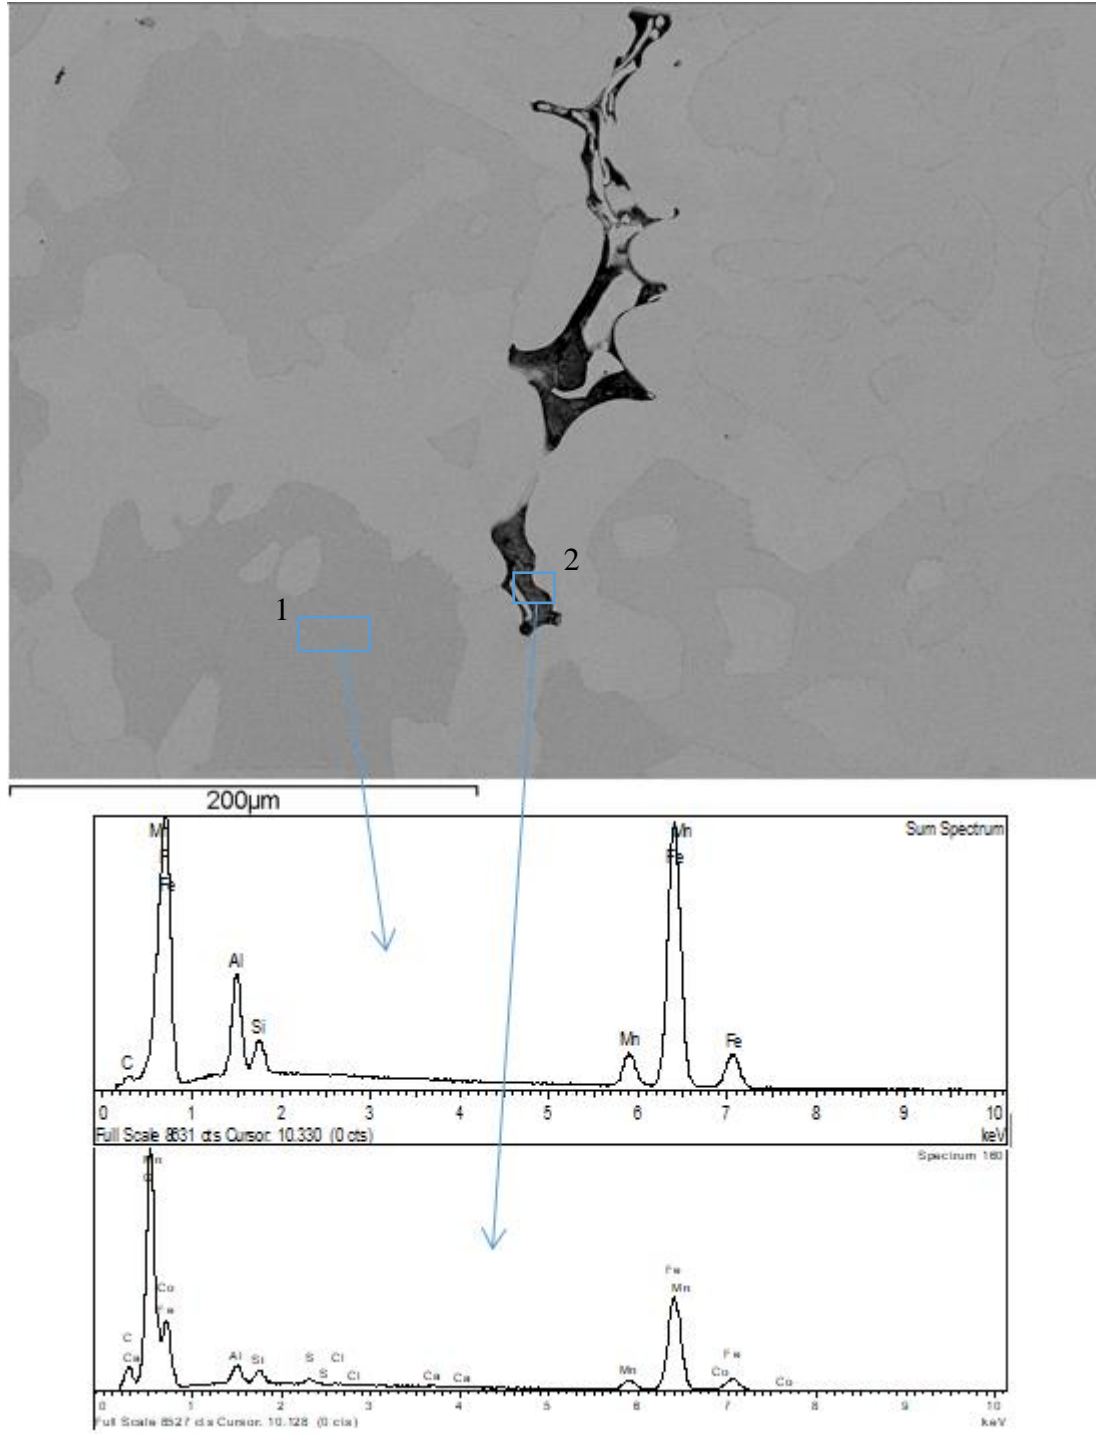 2
1
200µm
Sum Spectrum
M Mn
F Fe
Fe
Al
Si
C Mn Fe
0 1 2 3 4 5 6 7 8 9 10
Full Scale 8631 cts Cursor: 10.330 (0 cts) keV
Spectrum 160
Mn
O
Co Fe
Fe Mn
C
Ca Al Si S Cl Fe
S Cl Ca Ca Mn Co Co
0 1 2 3 4 5 6 7 8 9 10
Full Scale 8527 cts Cursor: 10.128 (0 cts) keV